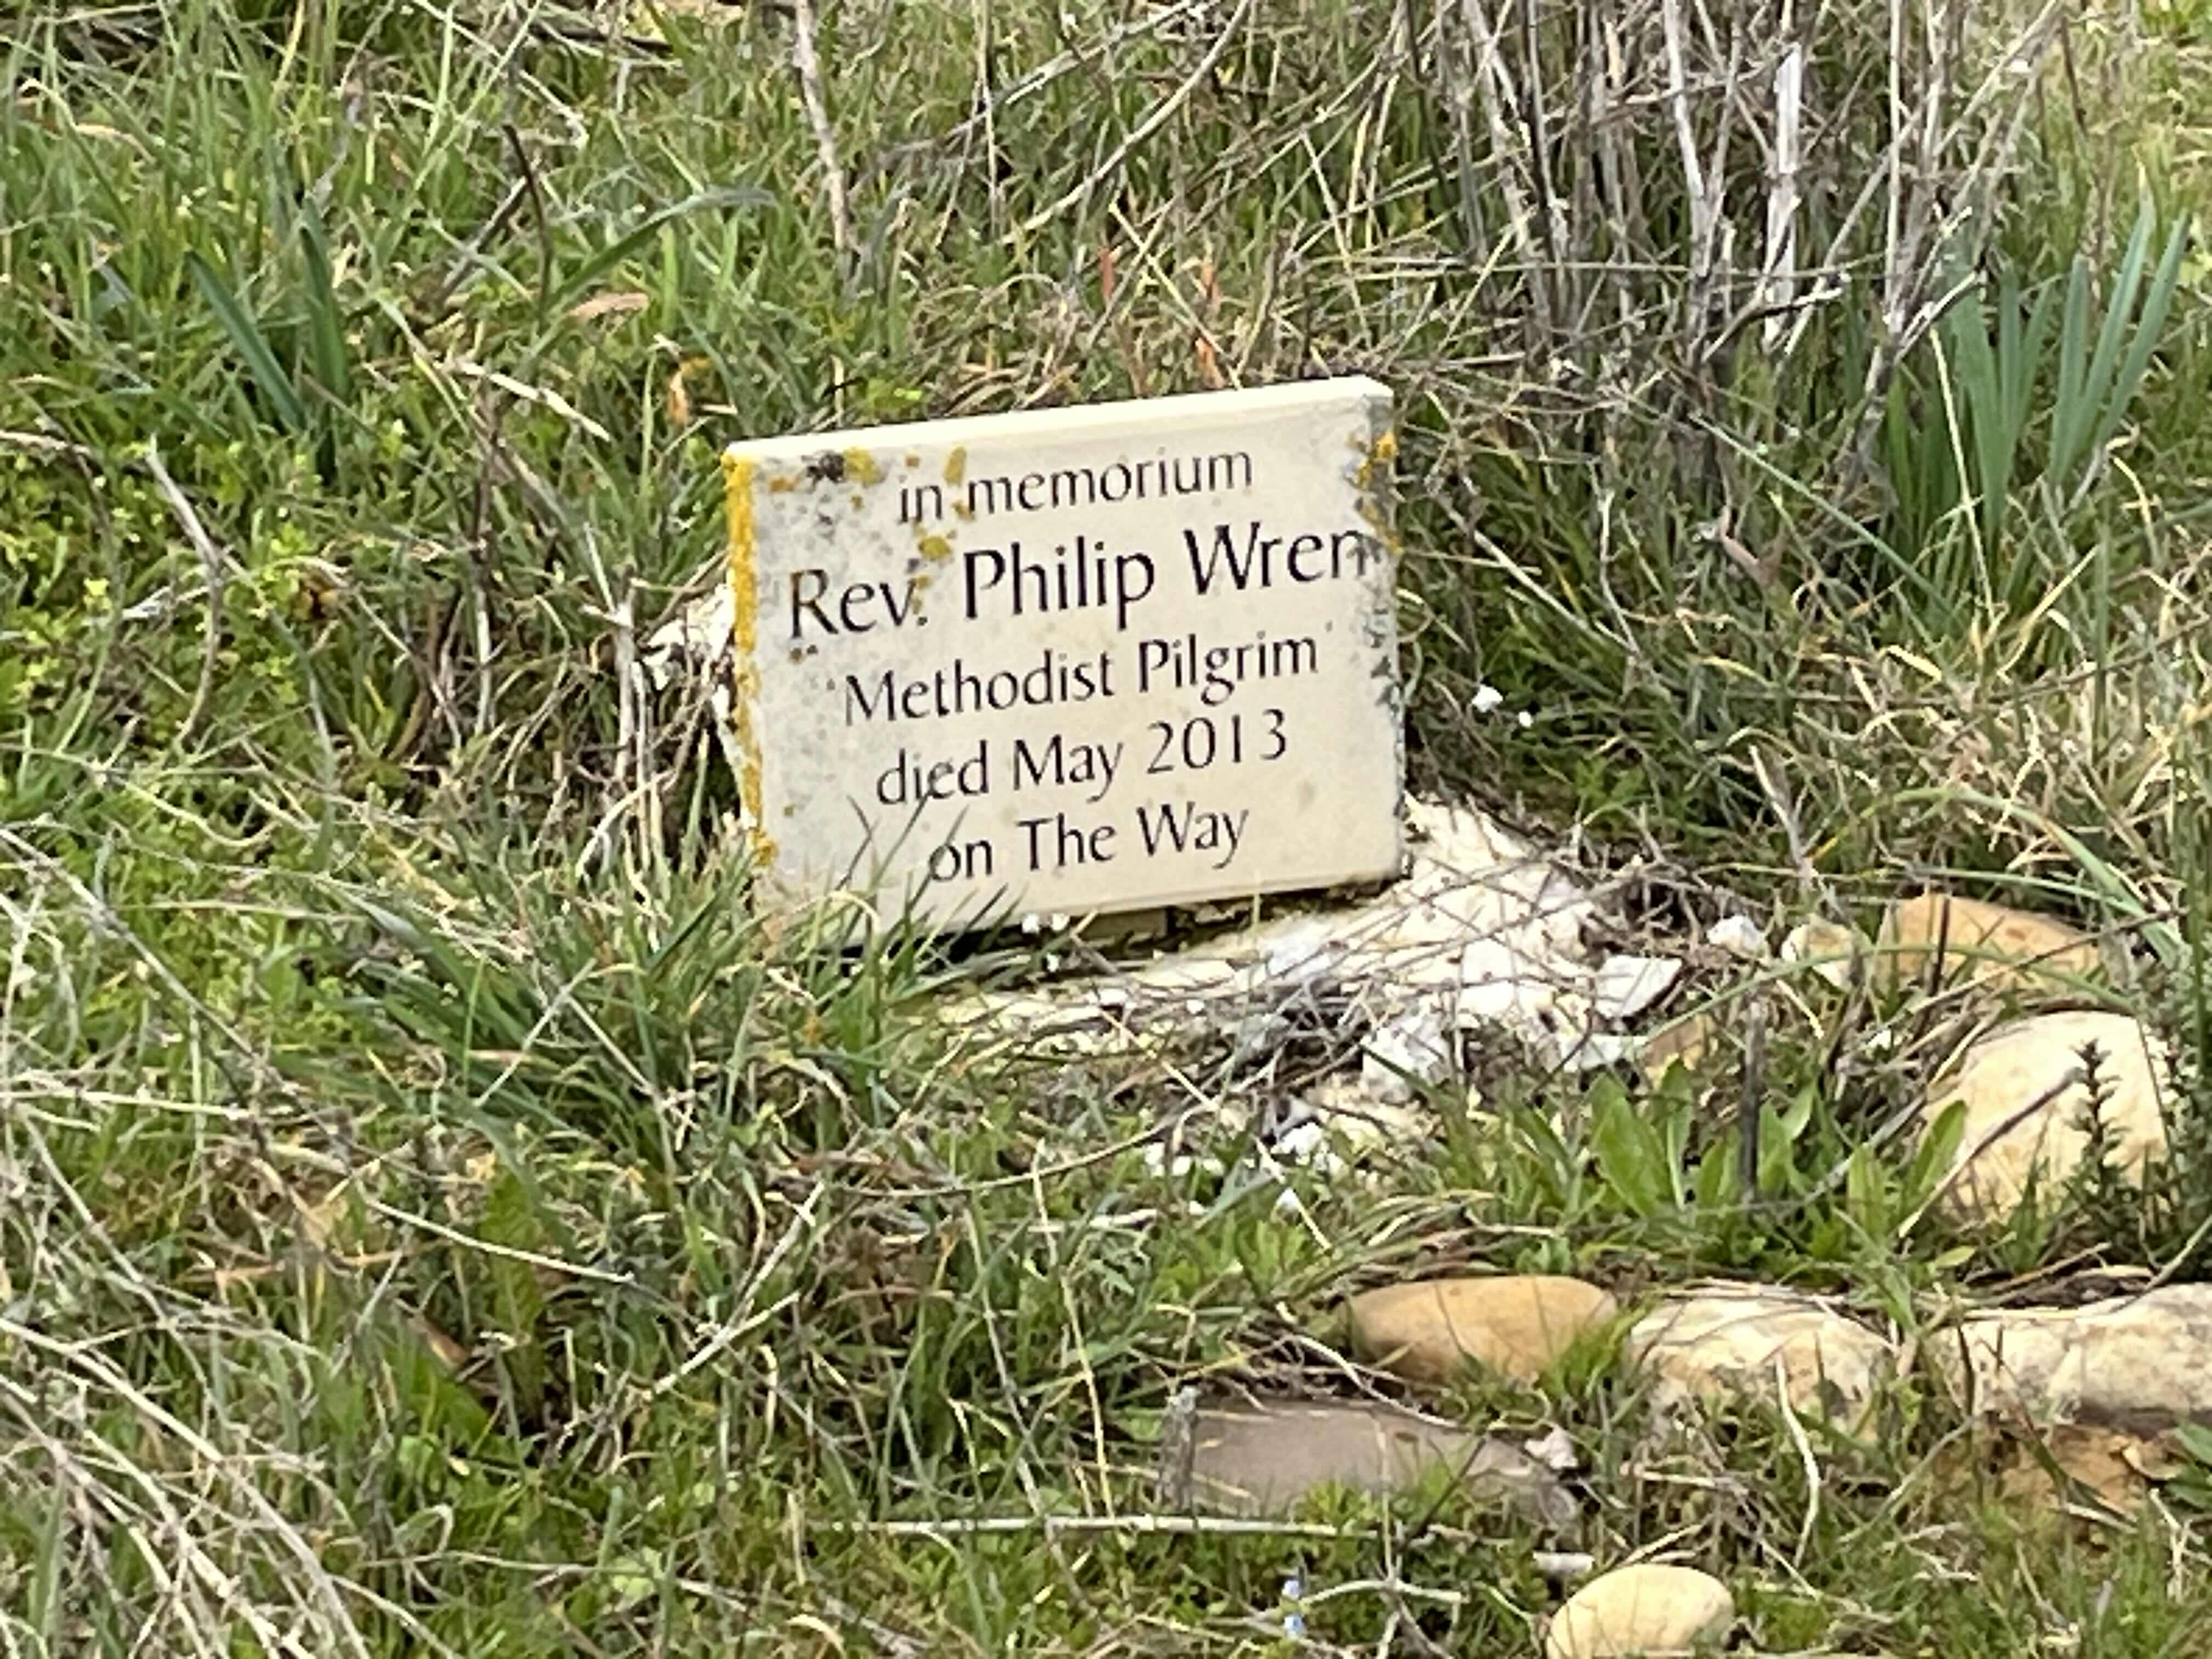 in memorium
Rev. Philip Wren
'Methodist Pilgrim'
died May 2013
on The Way